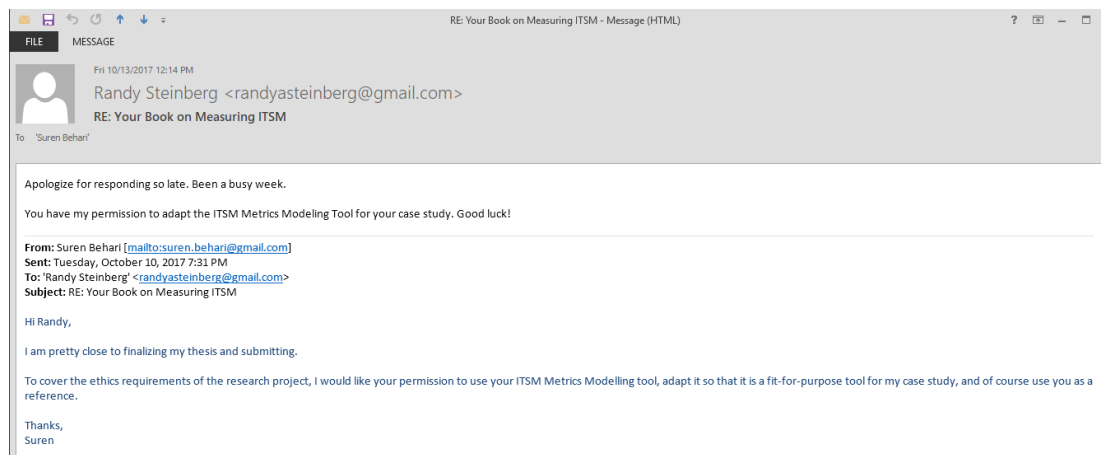 RE: Your Book on Measuring ITSM - Message (HTML)
FILE MESSAGE
Fri 10/13/2017 12:14 PM
Randy Steinberg <randyasteinberg@gmail.com>
RE: Your Book on Measuring ITSM
To 'Suren Behari'
Apologize for responding so late. Been a busy week.
You have my permission to adapt the ITSM Metrics Modeling Tool for your case study. Good luck!
From: Suren Behari [mailto:suren.behari@gmail.com]
Sent: Tuesday, October 10, 2017 7:31 PM
To: 'Randy Steinberg' <randyasteinberg@gmail.com>
Subject: RE: Your Book on Measuring ITSM
Hi Randy,
I am pretty close to finalizing my thesis and submitting.
To cover the ethics requirements of the research project, I would like your permission to use your ITSM Metrics Modelling tool, adapt it so that it is a fit-for-purpose tool for my case study, and of course use you as a
reference.
Thanks,
Suren